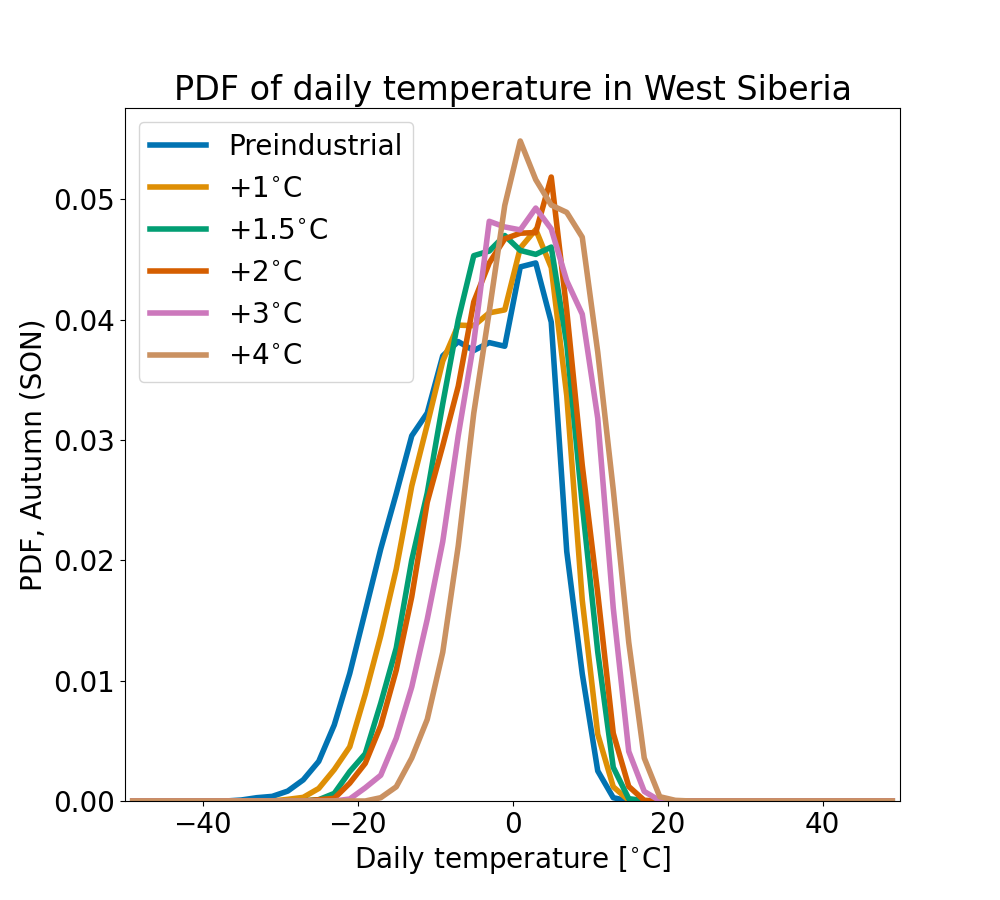 PDF of daily temperature in West Siberia
Preindustrial
+1°C
+1.5°C
+2°C
+3°C
+4°C
PDF, Autumn (SON)
0.05
0.04
0.03
0.02
0.01
0.00
−40 −20 0 20 40
Daily temperature [°C]